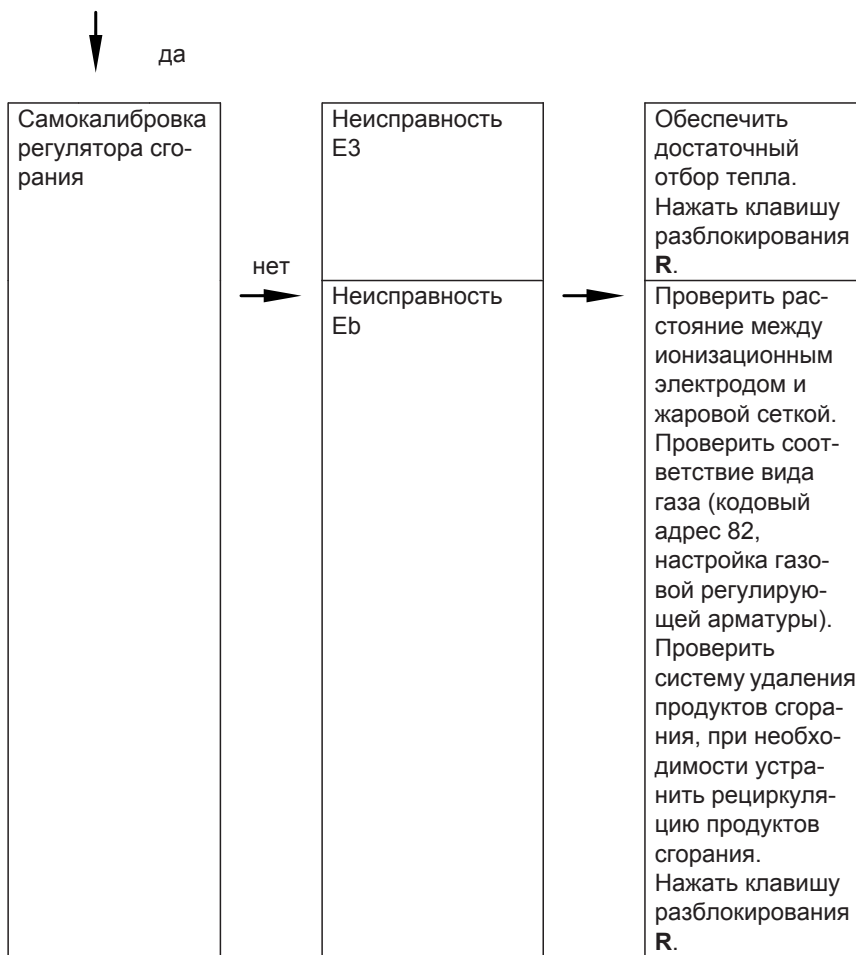 да
Самокалибровка
регулятора сго-
рания
нет
Неисправность
E3
Обеспечить
достаточный
отбор тепла.
Нажать клавишу
разблокирования
R.
Неисправность
Eb
Проверить рас-
стояние между
ионизационным
электродом и
жаровой сеткой.
Проверить соот-
ветствие вида
газа (кодовый
адрес 82,
настройка газо-
вой регулирую-
щей арматуры).
Проверить
систему удаления
продуктов сгора-
ния, при необхо-
димости устра-
нить рециркуля-
цию продуктов
сгорания.
Нажать клавишу
разблокирования
R.